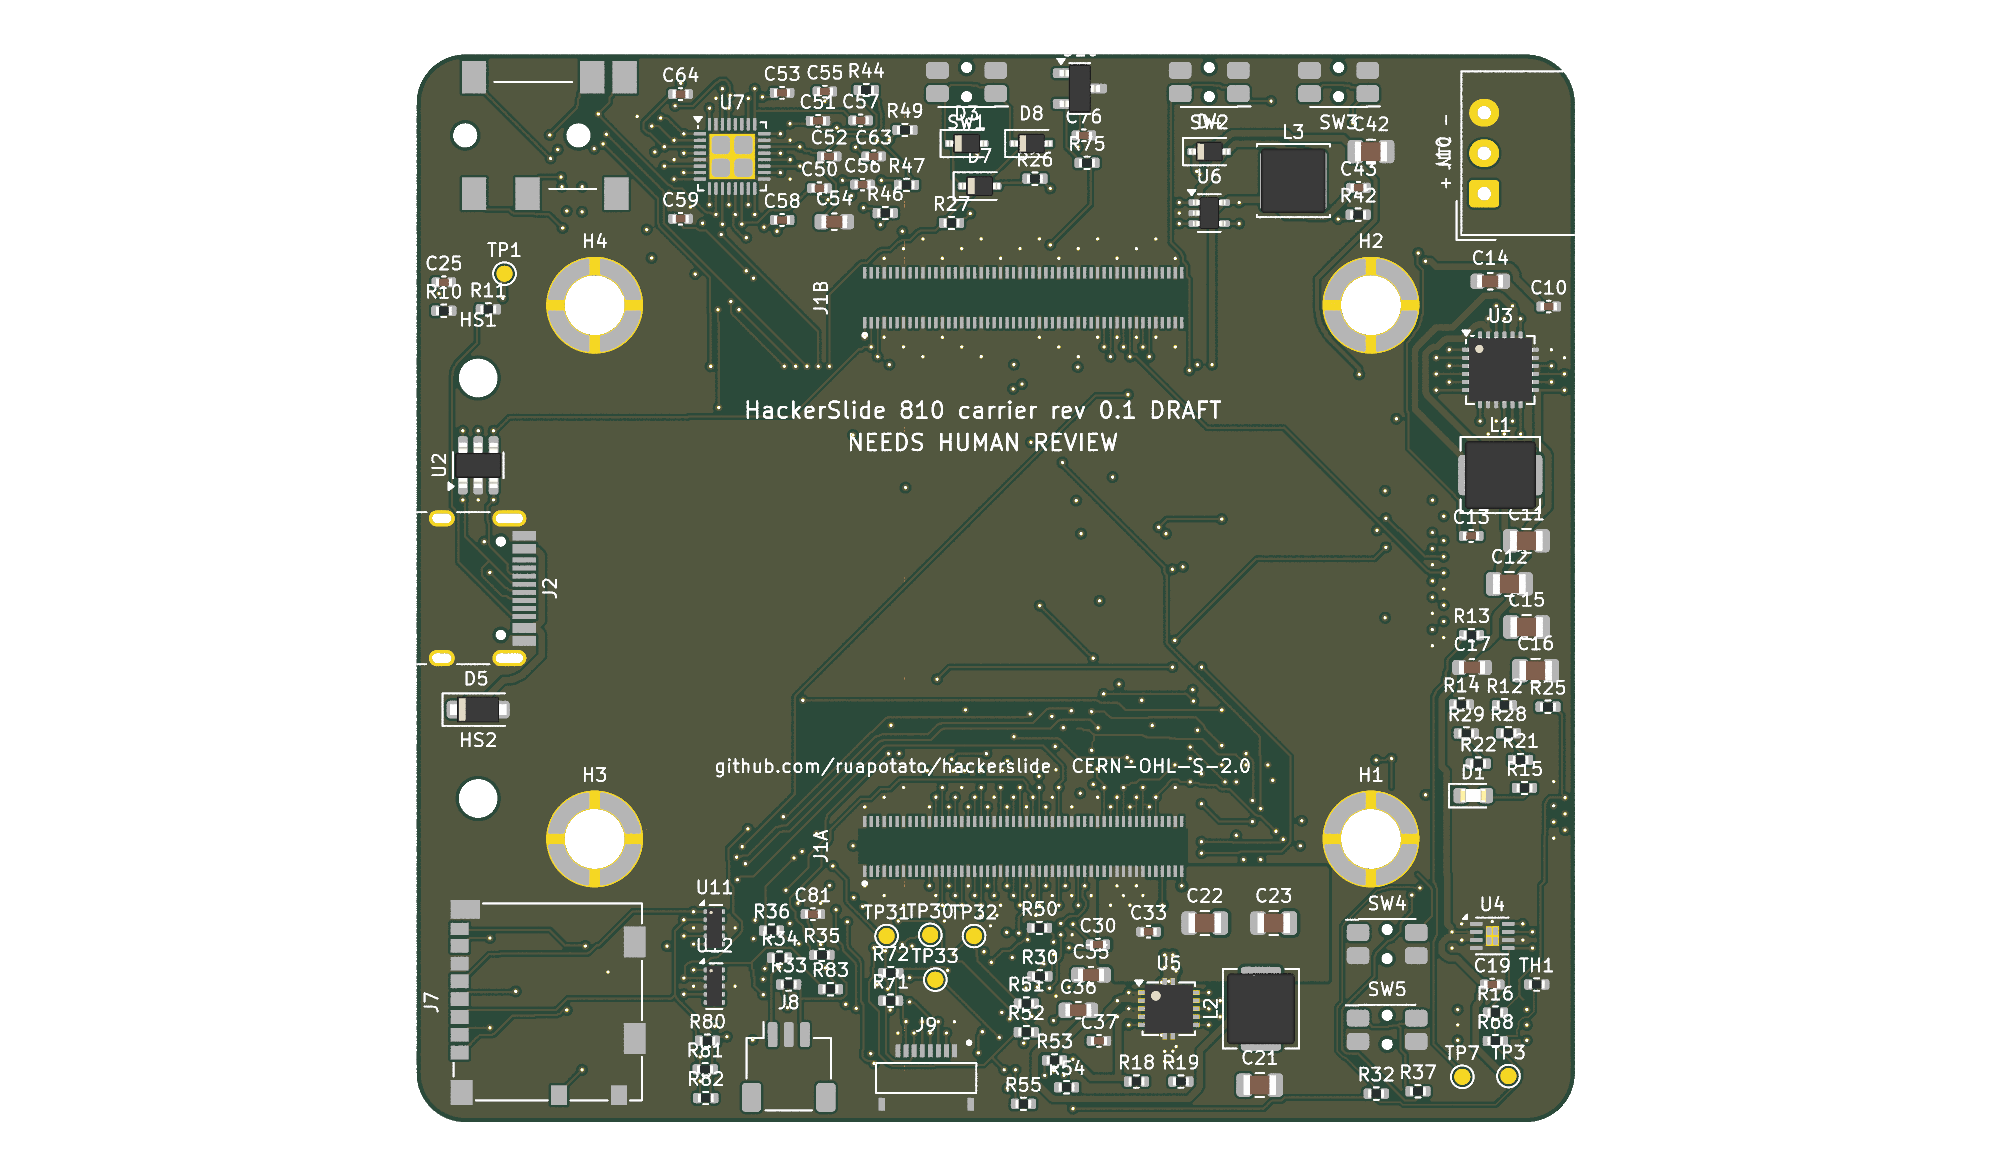 C64
C53
C55
R44
U7
C51
C57
R49
D3
SW1
D8
C76
R75
SW2
L3
SW3
C42
-
+
C52
C63
C50
C56
R47
D7
R26
U6
C43
R42
C59
C58
C54
R46
R27
TP1
H4
H2
C25
C14
R10
R11
HS1
J1B
C10
U3
HackerSlide 810 carrier rev 0.1 DRAFT
NEEDS HUMAN REVIEW
L1
U2
C13
C11
C12
J2
C15
R13
C17
C16
D5
R14
R12
R25
HS2
R29
R28
R22
R21
github.com/ruapotato/hackerslide CERN-OHL-S-2.0
H3
H1
D1
R15
J1A
U11
R36
C81
TP31
TP30
TP32
R50
C22
C23
SW4
U4
C30
C33
R34
R35
R72
TP33
R30
C35
U5
C19
TH1
R33
R83
R71
R51
C36
SW5
R16
J7
J8
J9
R52
C37
L2
R68
R80
R81
R82
R53
R54
R55
R18
R19
C21
R32
R37
TP7
TP3